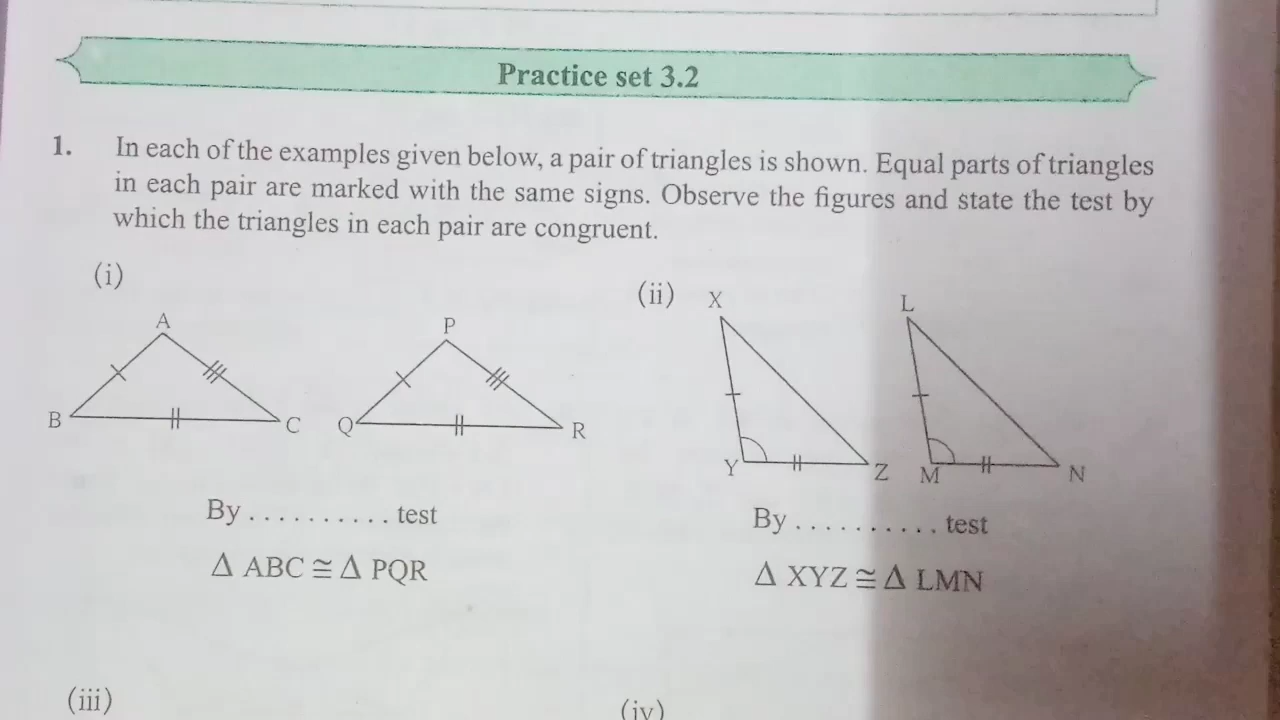 Practice set 3.2
1. In each of the examples given below, a pair of triangles is shown. Equal parts of triangles
in each pair are marked with the same signs. Observe the figures and state the test by
which the triangles in each pair are congruent.
(i)
A
B
C
P
Q
R
By . . . . . . . . . . test
Δ ABC ≅ Δ PQR
(ii)
X
Y
Z
L
M
N
By . . . . . . . . . . test
Δ XYZ ≅ Δ LMN
(iii)
(iv)